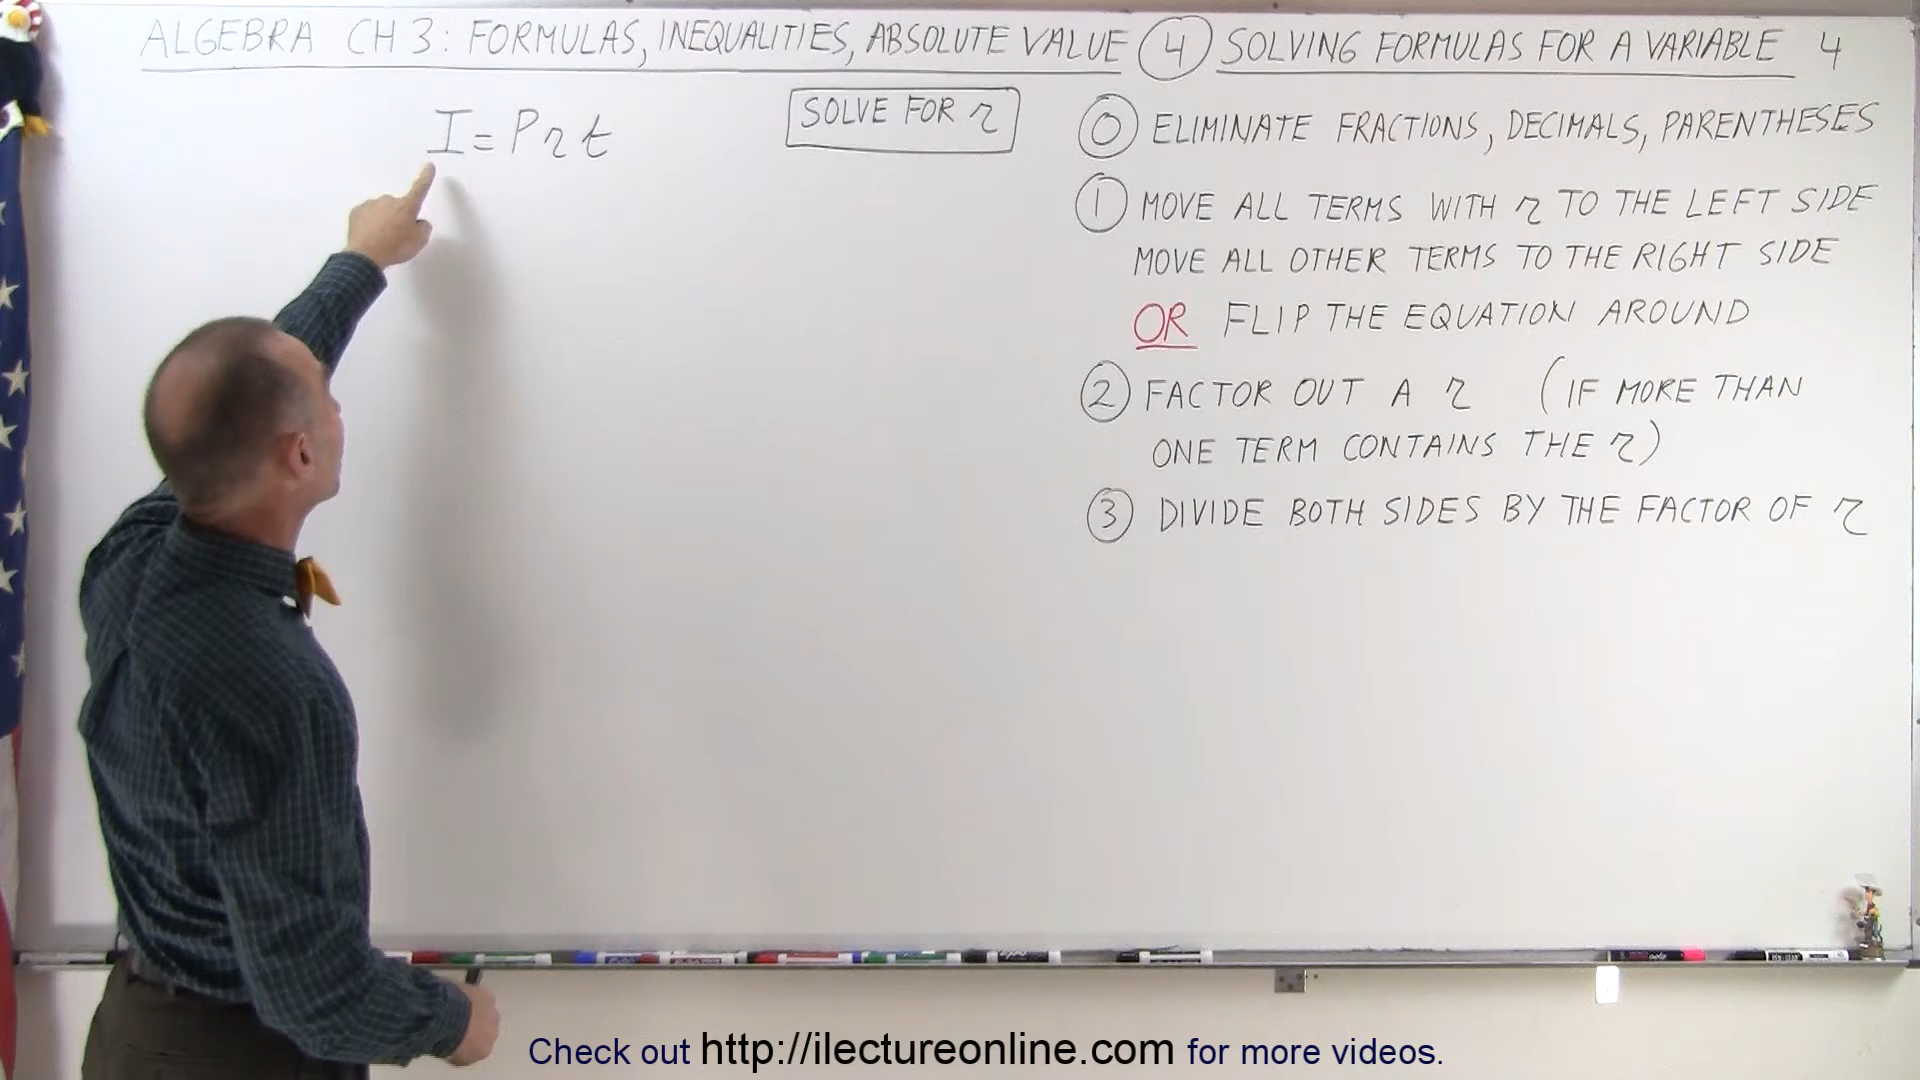 ALGEBRA CH 3: FORMULAS, INEQUALITIES, ABSOLUTE VALUE (4) SOLVING FORMULAS FOR A VARIABLE 4
I = P r t
SOLVE FOR r
(0) ELIMINATE FRACTIONS, DECIMALS, PARENTHESES
(1) MOVE ALL TERMS WITH r TO THE LEFT SIDE
MOVE ALL OTHER TERMS TO THE RIGHT SIDE
OR FLIP THE EQUATION AROUND
(2) FACTOR OUT A r (IF MORE THAN
ONE TERM CONTAINS THE r)
(3) DIVIDE BOTH SIDES BY THE FACTOR OF r
Check out http://ilectureonline.com for more videos.